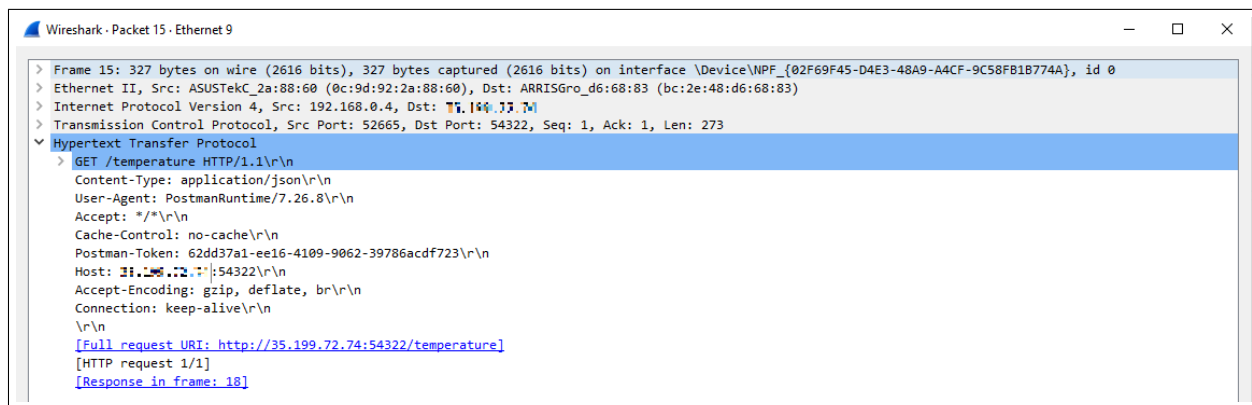 Wireshark · Packet 15 · Ethernet 9
> Frame 15: 327 bytes on wire (2616 bits), 327 bytes captured (2616 bits) on interface \Device\NPF_{02F69F45-D4E3-48A9-A4CF-9C58FB1B774A}, id 0
> Ethernet II, Src: ASUSTekC_2a:88:60 (0c:9d:92:2a:88:60), Dst: ARRISGro_d6:68:83 (bc:2e:48:d6:68:83)
> Internet Protocol Version 4, Src: 192.168.0.4, Dst:
> Transmission Control Protocol, Src Port: 52665, Dst Port: 54322, Seq: 1, Ack: 1, Len: 273
Hypertext Transfer Protocol
> GET /temperature HTTP/1.1\r\n
Content-Type: application/json\r\n
User-Agent: PostmanRuntime/7.26.8\r\n
Accept: */*\r\n
Cache-Control: no-cache\r\n
Postman-Token: 62dd37a1-ee16-4109-9062-39786acdf723\r\n
Host: :54322\r\n
Accept-Encoding: gzip, deflate, br\r\n
Connection: keep-alive\r\n
\r\n
[Full request URI: http://35.199.72.74:54322/temperature]
[HTTP request 1/1]
[Response in frame: 18]